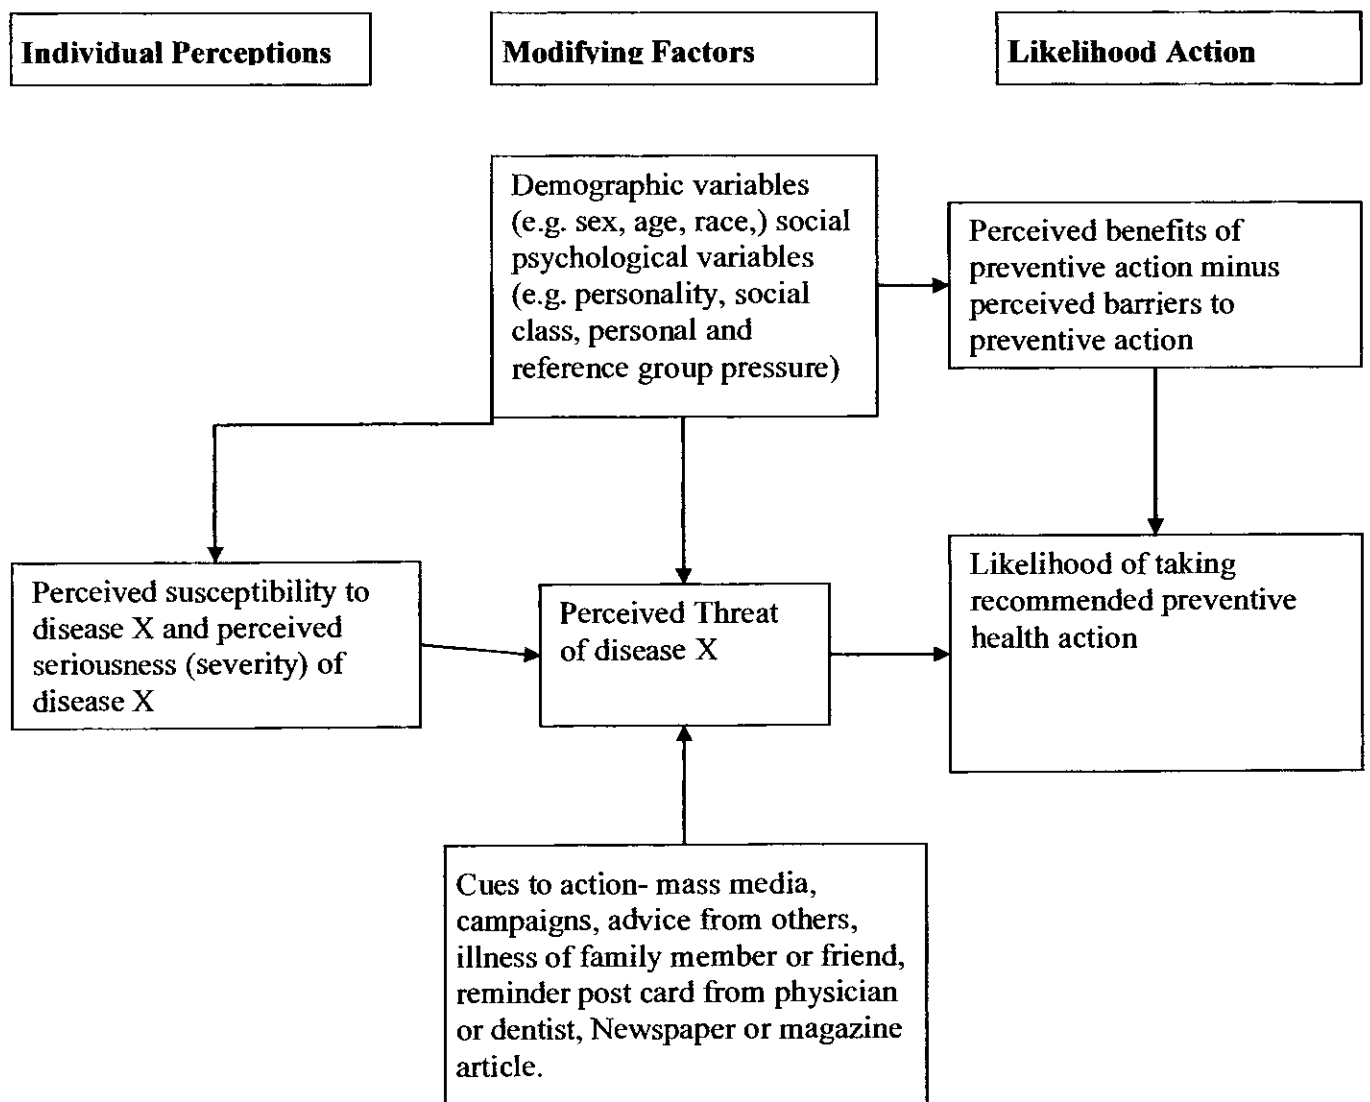 Individual Perceptions
Modifying Factors
Likelihood Action
Demographic variables
(e.g. sex, age, race,) social
psychological variables
(e.g. personality, social
class, personal and
reference group pressure)
Perceived benefits of
preventive action minus
perceived barriers to
preventive action
Perceived susceptibility to
disease X and perceived
seriousness (severity) of
disease X
Perceived Threat
of disease X
Likelihood of taking
recommended preventive
health action
Cues to action- mass media,
campaigns, advice from others,
illness of family member or friend,
reminder post card from physician
or dentist, Newspaper or magazine
article.